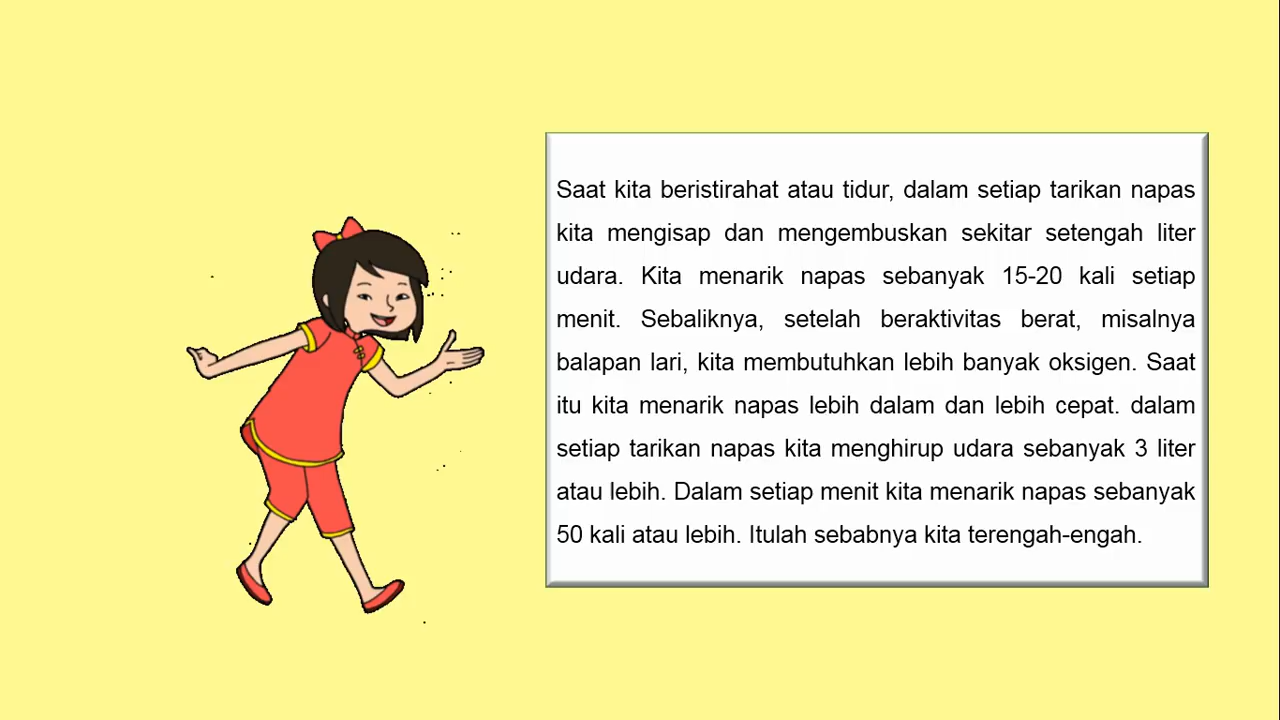 Saat kita beristirahat atau tidur, dalam setiap tarikan napas
kita mengisap dan mengembuskan sekitar setengah liter
udara. Kita menarik napas sebanyak 15-20 kali setiap
menit. Sebaliknya, setelah beraktivitas berat, misalnya
balapan lari, kita membutuhkan lebih banyak oksigen. Saat
itu kita menarik napas lebih dalam dan lebih cepat. dalam
setiap tarikan napas kita menghirup udara sebanyak 3 liter
atau lebih. Dalam setiap menit kita menarik napas sebanyak
50 kali atau lebih. Itulah sebabnya kita terengah-engah.